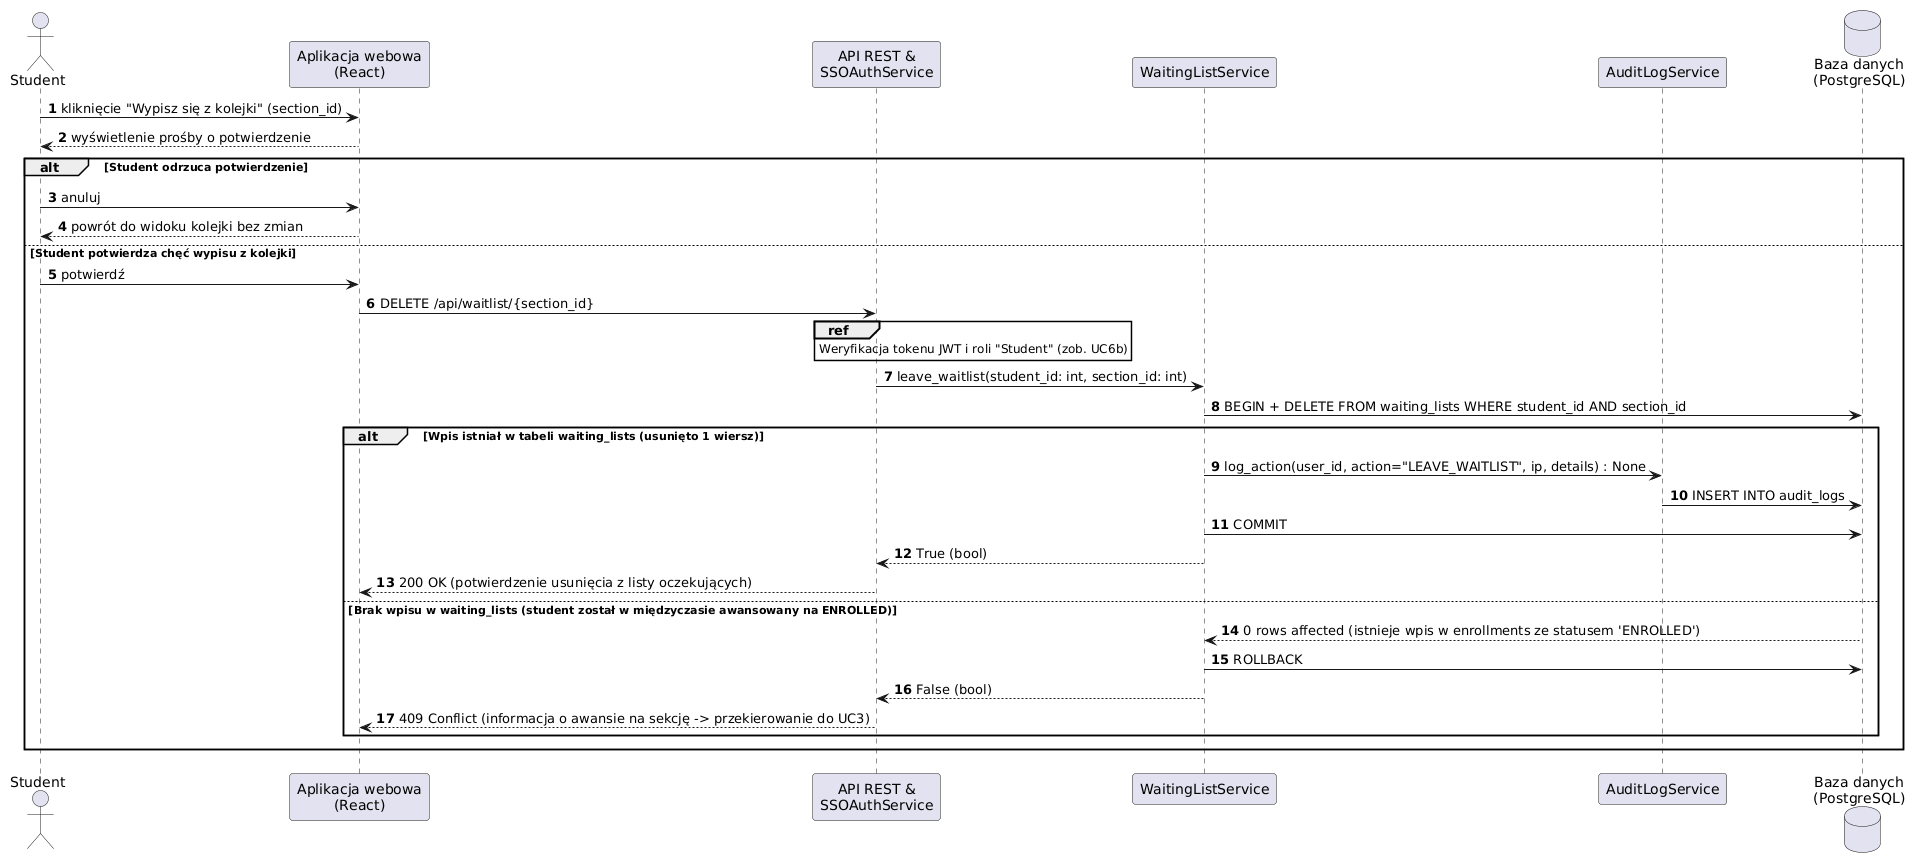 Student
Aplikacja webowa
(React)
API REST &
SSOAuthService
WaitingListService
AuditLogService
Baza danych
(PostgreSQL)
1 kliknięcie "Wypisz się z kolejki" (section_id)
2 wyświetlenie prośby o potwierdzenie
alt [Student odrzuca potwierdzenie]
3 anuluj
4 powrót do widoku kolejki bez zmian
[Student potwierdza chęć wypisu z kolejki]
5 potwierdź
6 DELETE /api/waitlist/{section_id}
ref
Weryfikacja tokenu JWT i roli "Student" (zob. UC6b)
7 leave_waitlist(student_id: int, section_id: int)
8 BEGIN + DELETE FROM waiting_lists WHERE student_id AND section_id
alt [Wpis istniał w tabeli waiting_lists (usunięto 1 wiersz)]
9 log_action(user_id, action="LEAVE_WAITLIST", ip, details) : None
10 INSERT INTO audit_logs
11 COMMIT
12 True (bool)
13 200 OK (potwierdzenie usunięcia z listy oczekujących)
[Brak wpisu w waiting_lists (student został w międzyczasie awansowany na ENROLLED)]
14 0 rows affected (istnieje wpis w enrollments ze statusem 'ENROLLED')
15 ROLLBACK
16 False (bool)
17 409 Conflict (informacja o awansie na sekcję -> przekierowanie do UC3)
Student
Aplikacja webowa
(React)
API REST &
SSOAuthService
WaitingListService
AuditLogService
Baza danych
(PostgreSQL)